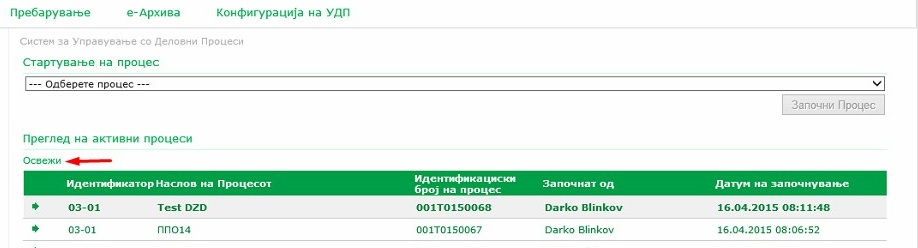 Пребарување е-Архива Конфигурација на УДП
Систем за Управување со Деловни Процеси
Стартување на процес
--- Одберете процес ---
Започни Процес
Преглед на активни процеси
Освежи
Идентификатор Наслов на Процесот Идентификациски број на процес Започнат од Датум на започнување
03-01 Test DZD 001T0150068 Darko Blinkov 16.04.2015 08:11:48
03-01 ППО14 001T0150067 Darko Blinkov 16.04.2015 08:06:52